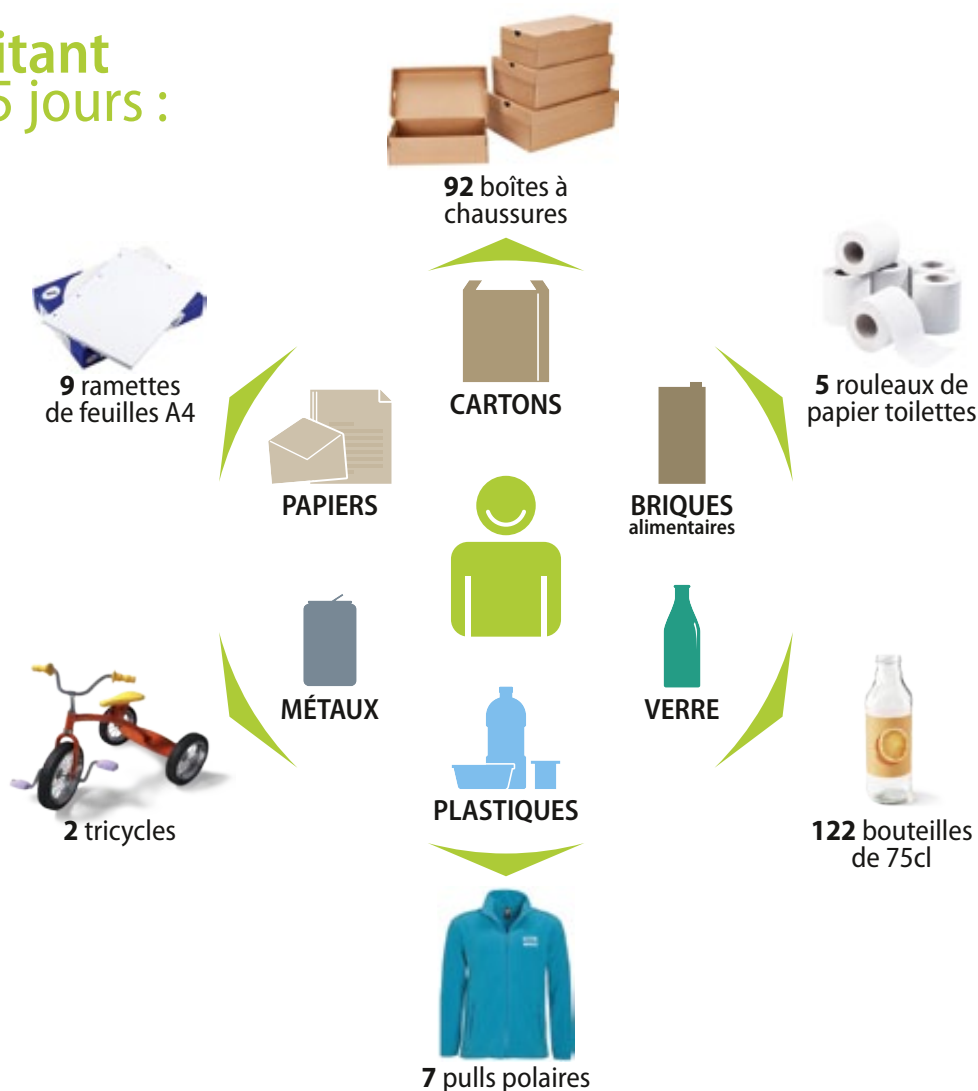 itant
5 jours :
92 boîtes à
chaussures
9 ramettes
de feuilles A4
5 rouleaux de
papier toilettes
CARTONS
PAPIERS
BRIQUES
alimentaires
MÉTAUX
VERRE
PLASTIQUES
2 tricycles
122 bouteilles
de 75cl
7 pulls polaires